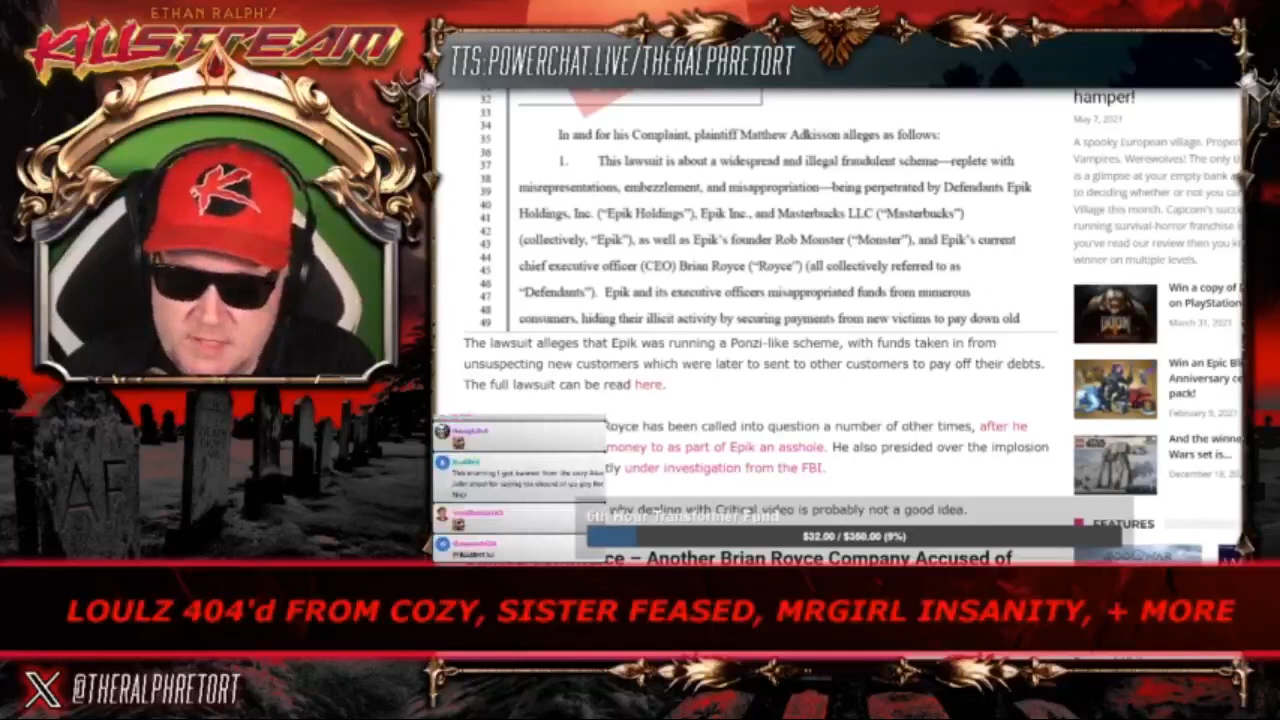 ETHAN RALPH'S
KILLSTREAM
TTS:POWERCHAT.LIVE/THERALPHRETORT
32
33
34
35
36
37
38
39
40
41
42
43
44
45
46
47
48
49
In and for his Complaint, plaintiff Matthew Adkisson alleges as follows:
1. This lawsuit is about a widespread and illegal fraudulent scheme—replete with
misrepresentations, embezzlement, and misappropriation—being perpetrated by Defendants Epik
Holdings, Inc. (“Epik Holdings”), Epik Inc., and Masterbucks LLC (“Masterbucks”)
(collectively, “Epik”), as well as Epik’s founder Rob Monster (“Monster”), and Epik’s current
chief executive officer (CEO) Brian Royce (“Royce”) (all collectively referred to as
“Defendants”). Epik and its executive officers misappropriated funds from numerous
consumers, hiding their illicit activity by securing payments from new victims to pay down old
The lawsuit alleges that Epik was running a Ponzi-like scheme, with funds taken in from
unsuspecting new customers which were later to sent to other customers to pay off their debts.
The full lawsuit can be read here.
Royce has been called into question a number of other times, after he
money to as part of Epik an asshole. He also presided over the implosion
tly under investigation from the FBI.
why dealing with Critical video is probably not a good idea.
6th Hour Transformer Fund
$32.00 / $350.00 (9%)
ce – Another Brian Royce Company Accused of
hamper!
May 7, 2021
A spooky European village.
Vampires. Werewolves! The only
is a glimpse at your empty bank
to deciding whether or not you
Village this month. Capcom's
running survival-horror franchise
you've read our review then you
winner on multiple levels.
Win a copy of
on PlayStation
March 31, 2021
Win an Epic
Anniversary
pack!
February 9,
And the
Wars set is...
December 18,
FEATURES
AF
LOULZ 404'd FROM COZY, SISTER FEASED, MRGIRL INSANITY, + MORE
X @THERALPHRETORT